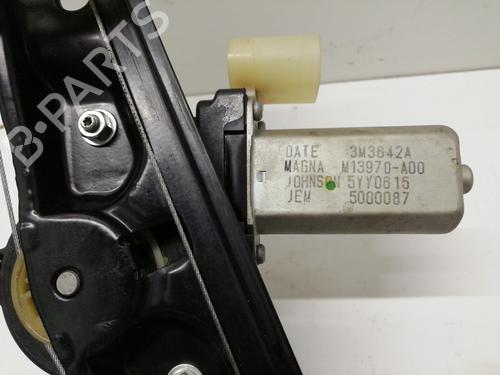 B-PARTS
DATE 3M3642A
MAGNA M13970-A00
JOHNSON 5YY0615
JEM 5000087